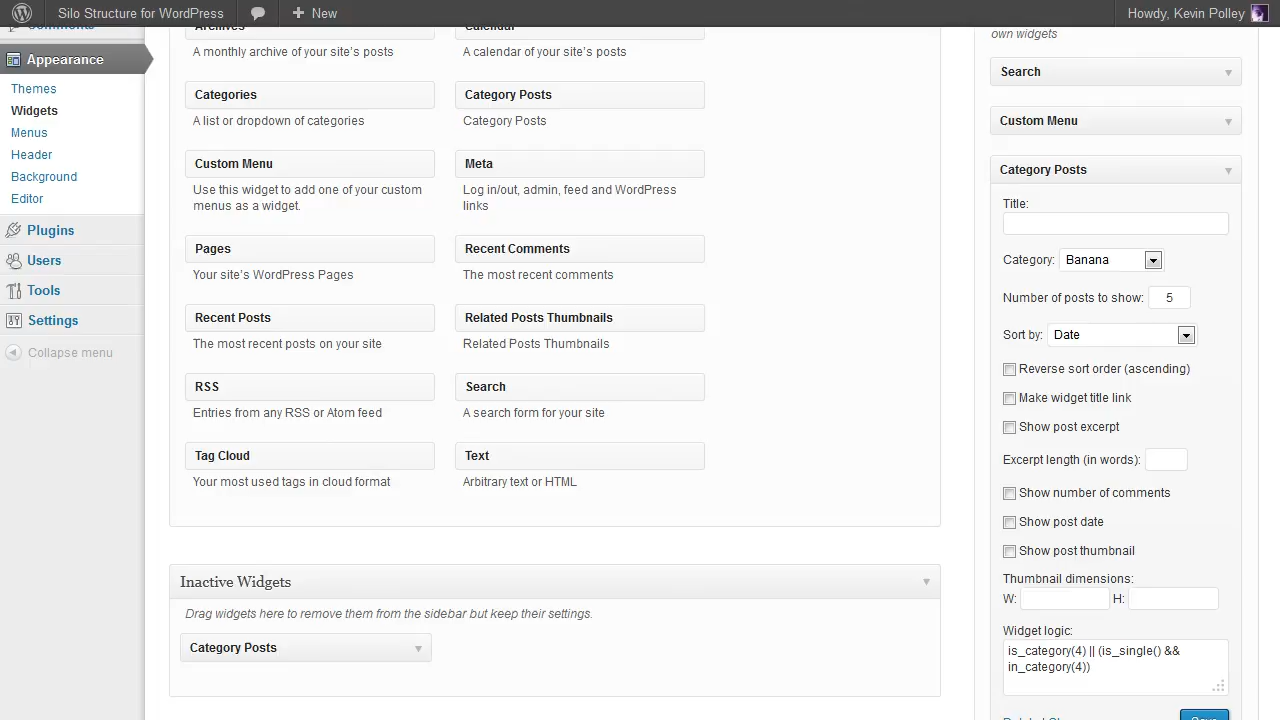 Silo Structure for WordPress
New
Howdy, Kevin Polley
Comments
Appearance
Themes
Widgets
Menus
Header
Background
Editor
Plugins
Users
Tools
Settings
Collapse menu
Archives
A monthly archive of your site's posts
Calendar
A calendar of your site's posts
Categories
A list or dropdown of categories
Category Posts
Category Posts
Custom Menu
Use this widget to add one of your custom
menus as a widget.
Meta
Log in/out, admin, feed and WordPress
links
Pages
Your site's WordPress Pages
Recent Comments
The most recent comments
Recent Posts
The most recent posts on your site
Related Posts Thumbnails
Related Posts Thumbnails
RSS
Entries from any RSS or Atom feed
Search
A search form for your site
Tag Cloud
Your most used tags in cloud format
Text
Arbitrary text or HTML
Inactive Widgets
Drag widgets here to remove them from the sidebar but keep their settings.
Category Posts
own widgets
Search
Custom Menu
Category Posts
Title:
Category: Banana
Number of posts to show: 5
Sort by: Date
Reverse sort order (ascending)
Make widget title link
Show post excerpt
Excerpt length (in words):
Show number of comments
Show post date
Show post thumbnail
Thumbnail dimensions:
W: H:
Widget logic:
is_category(4) || (is_single() &&
in_category(4))
Save